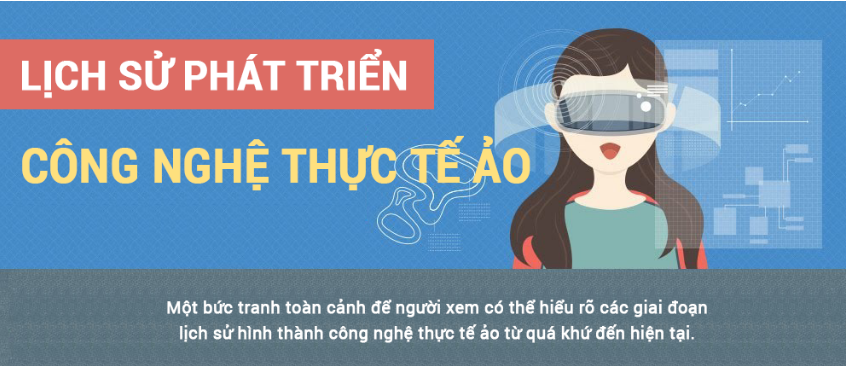 LỊCH SỬ PHÁT TRIỂN
CÔNG NGHỆ THỰC TẾ ẢO
Một bức tranh toàn cảnh để người xem có thể hiểu rõ các giai đoạn
lịch sử hình thành công nghệ thực tế ảo từ quá khứ đến hiện tại.